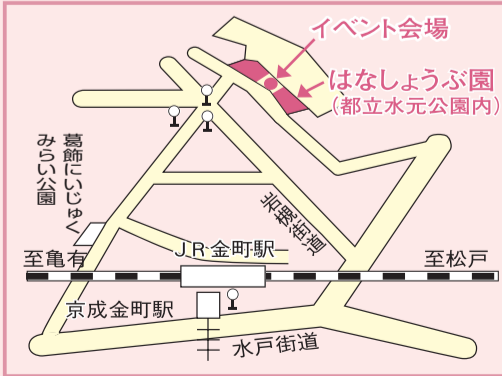 イベント会場
はなしょうぶ園
(都立水元公園内)
葛飾にいじゅく
みらい公園
岩槻街道
JR金町駅
至亀有
至松戸
京成金町駅
水戸街道